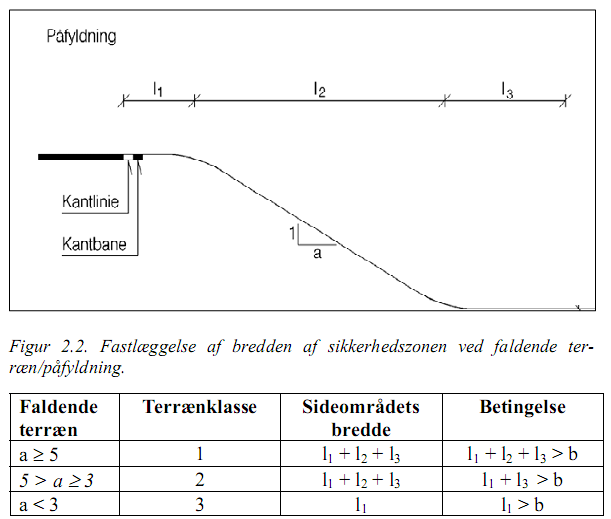 Påfyldning
l1 l2 l3
Kantlinie
Kantbane
1
a
Figur 2.2. Fastlæggelse af bredden af sikkerhedszonen ved faldende ter-
ræn/påfyldning.
Faldende terræn Terrænklasse Sideområdets bredde Betingelse
a ≥ 5 1 l1 + l2 + l3 l1 + l2 + l3 > b
5 > a ≥ 3 2 l1 + l2 + l3 l1 + l3 > b
a < 3 3 l1 l1 > b